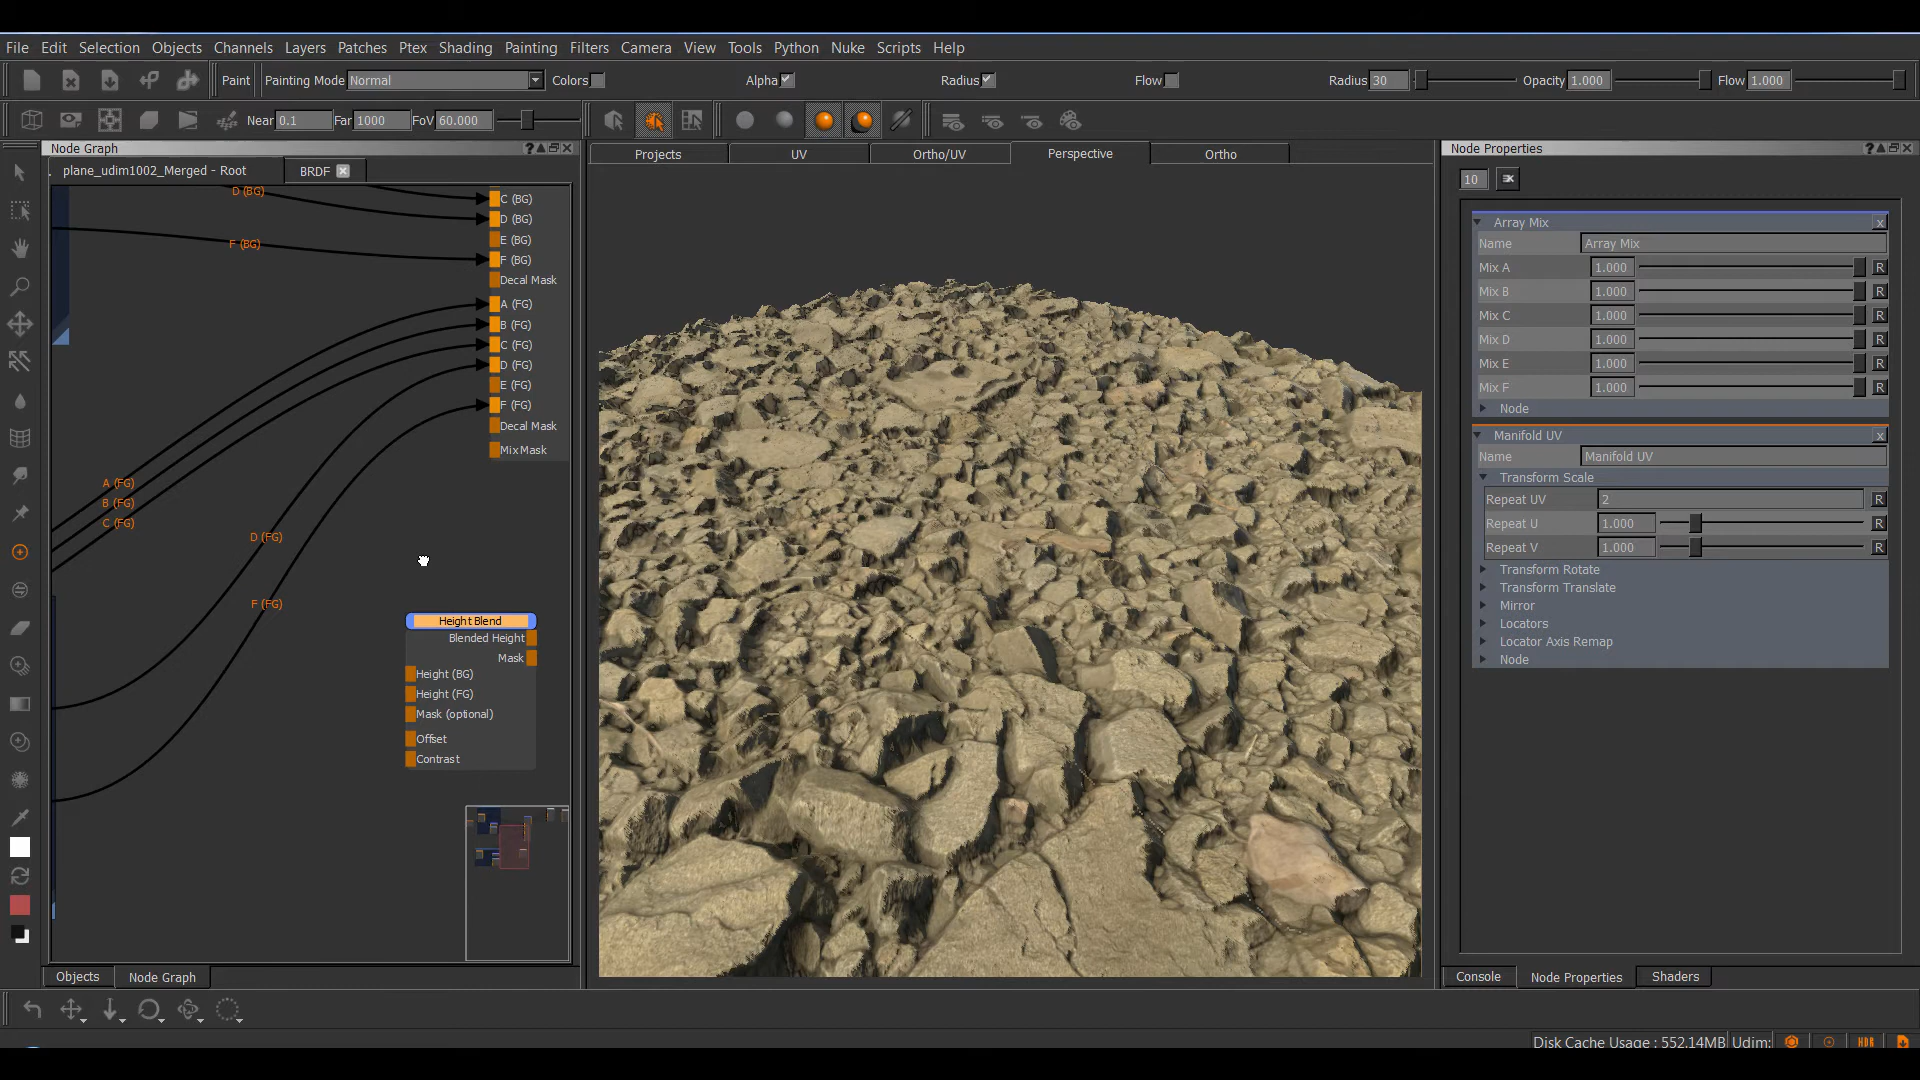 File Edit Selection Objects Channels Layers Patches Ptex Shading Painting Filters Camera View Tools Python Nuke Scripts Help
Paint Painting Mode Normal Colors Alpha Radius Flow Radius 30 Opacity 1.000 Flow 1.000
Near 0.1 Far 1000 FoV 60.000
Node Graph
plane_udim1002_Merged - Root BRDF
D (BG)
F (BG)
C (BG)
D (BG)
E (BG)
F (BG)
Decal Mask
A (FG)
B (FG)
C (FG)
D (FG)
E (FG)
F (FG)
Decal Mask
Mix Mask
A (FG)
B (FG)
C (FG)
D (FG)
F (FG)
Height Blend
Blended Height
Mask
Height (BG)
Height (FG)
Mask (optional)
Offset
Contrast
Objects Node Graph
Projects UV Ortho/UV Perspective Ortho
Node Properties
10
Array Mix x
Name Array Mix
Mix A 1.000 R
Mix B 1.000 R
Mix C 1.000 R
Mix D 1.000 R
Mix E 1.000 R
Mix F 1.000 R
Node
Manifold UV x
Name Manifold UV
Transform Scale
Repeat UV 2 R
Repeat U 1.000 R
Repeat V 1.000 R
Transform Rotate
Transform Translate
Mirror
Locators
Locator Axis Remap
Node
Console Node Properties Shaders
Disk Cache Usage : 552.14MB Udim: HDR